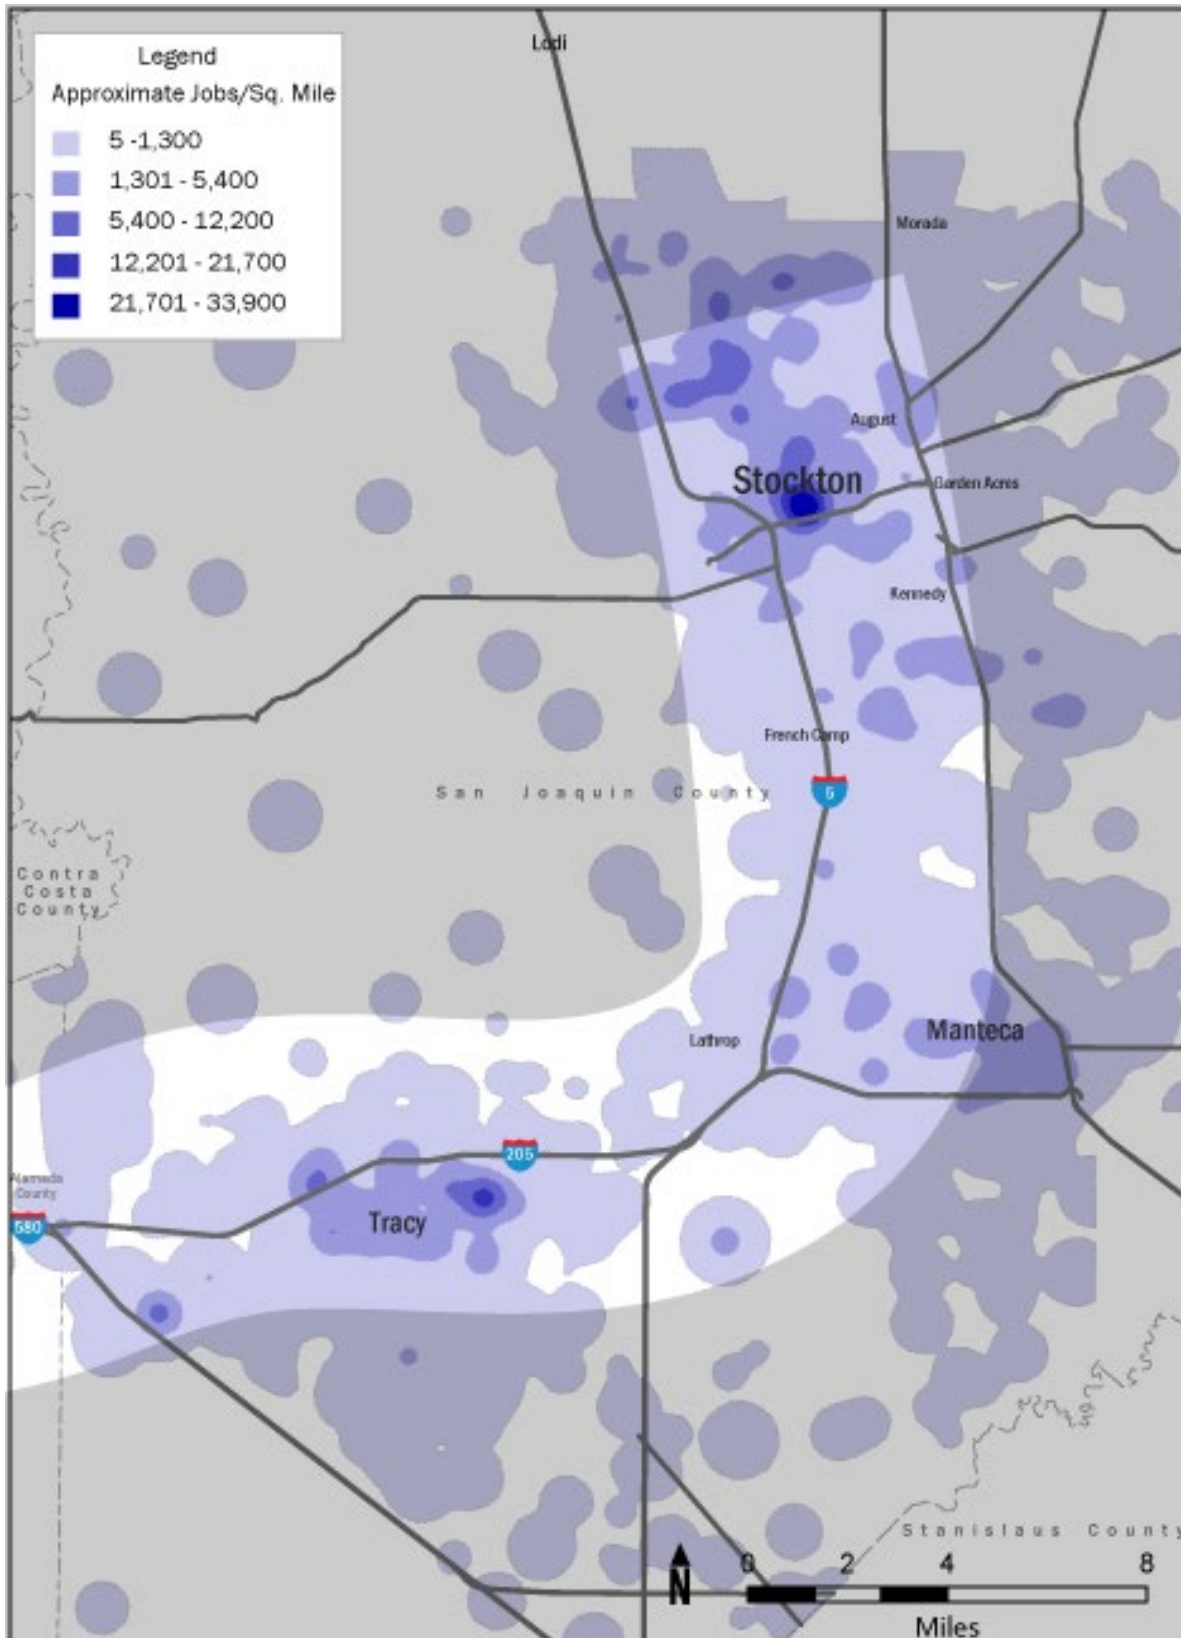 Legend
Approximate Jobs/Sq. Mile
5 -1,300
1,301 - 5,400
5,400 - 12,200
12,201 - 21,700
21,701 - 33,900
Lodi
Morada
August
Stockton
Garden Acres
Kennedy
French Camp
San Joaquin County
5
Contra
Costa
County
Manteca
Lathrop
205
Alameda
County
580
Tracy
Stanislaus County
N
0 2 4 8
Miles